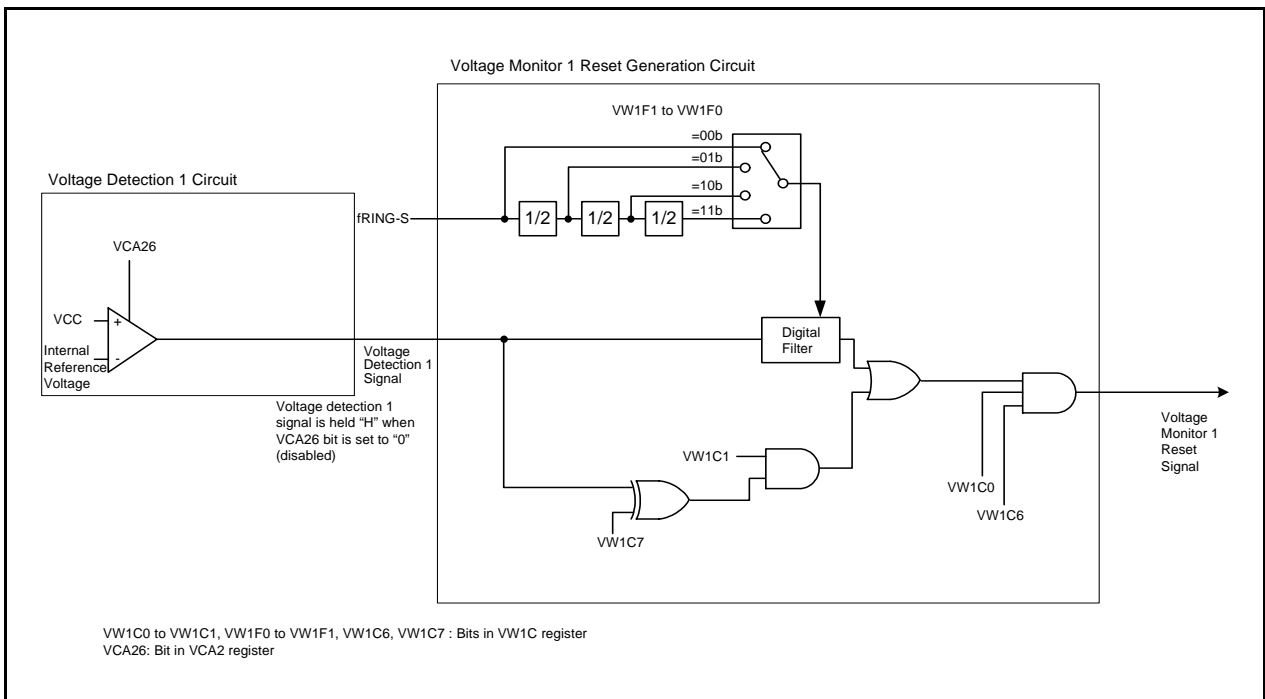 Voltage Monitor 1 Reset Generation Circuit
VW1F1 to VW1F0
=00b
=01b
=10b
=11b
Voltage Detection 1 Circuit
fRING-S
1/2
1/2
1/2
VCA26
VCC
+
Internal
Reference
Voltage
-
Voltage
Detection 1
Signal
Digital
Filter
Voltage detection 1
signal is held “H” when
VCA26 bit is set to “0”
(disabled)
VW1C1
VW1C7
VW1C0
VW1C6
Voltage
Monitor 1
Reset
Signal
VW1C0 to VW1C1, VW1F0 to VW1F1, VW1C6, VW1C7 : Bits in VW1C register
VCA26: Bit in VCA2 register